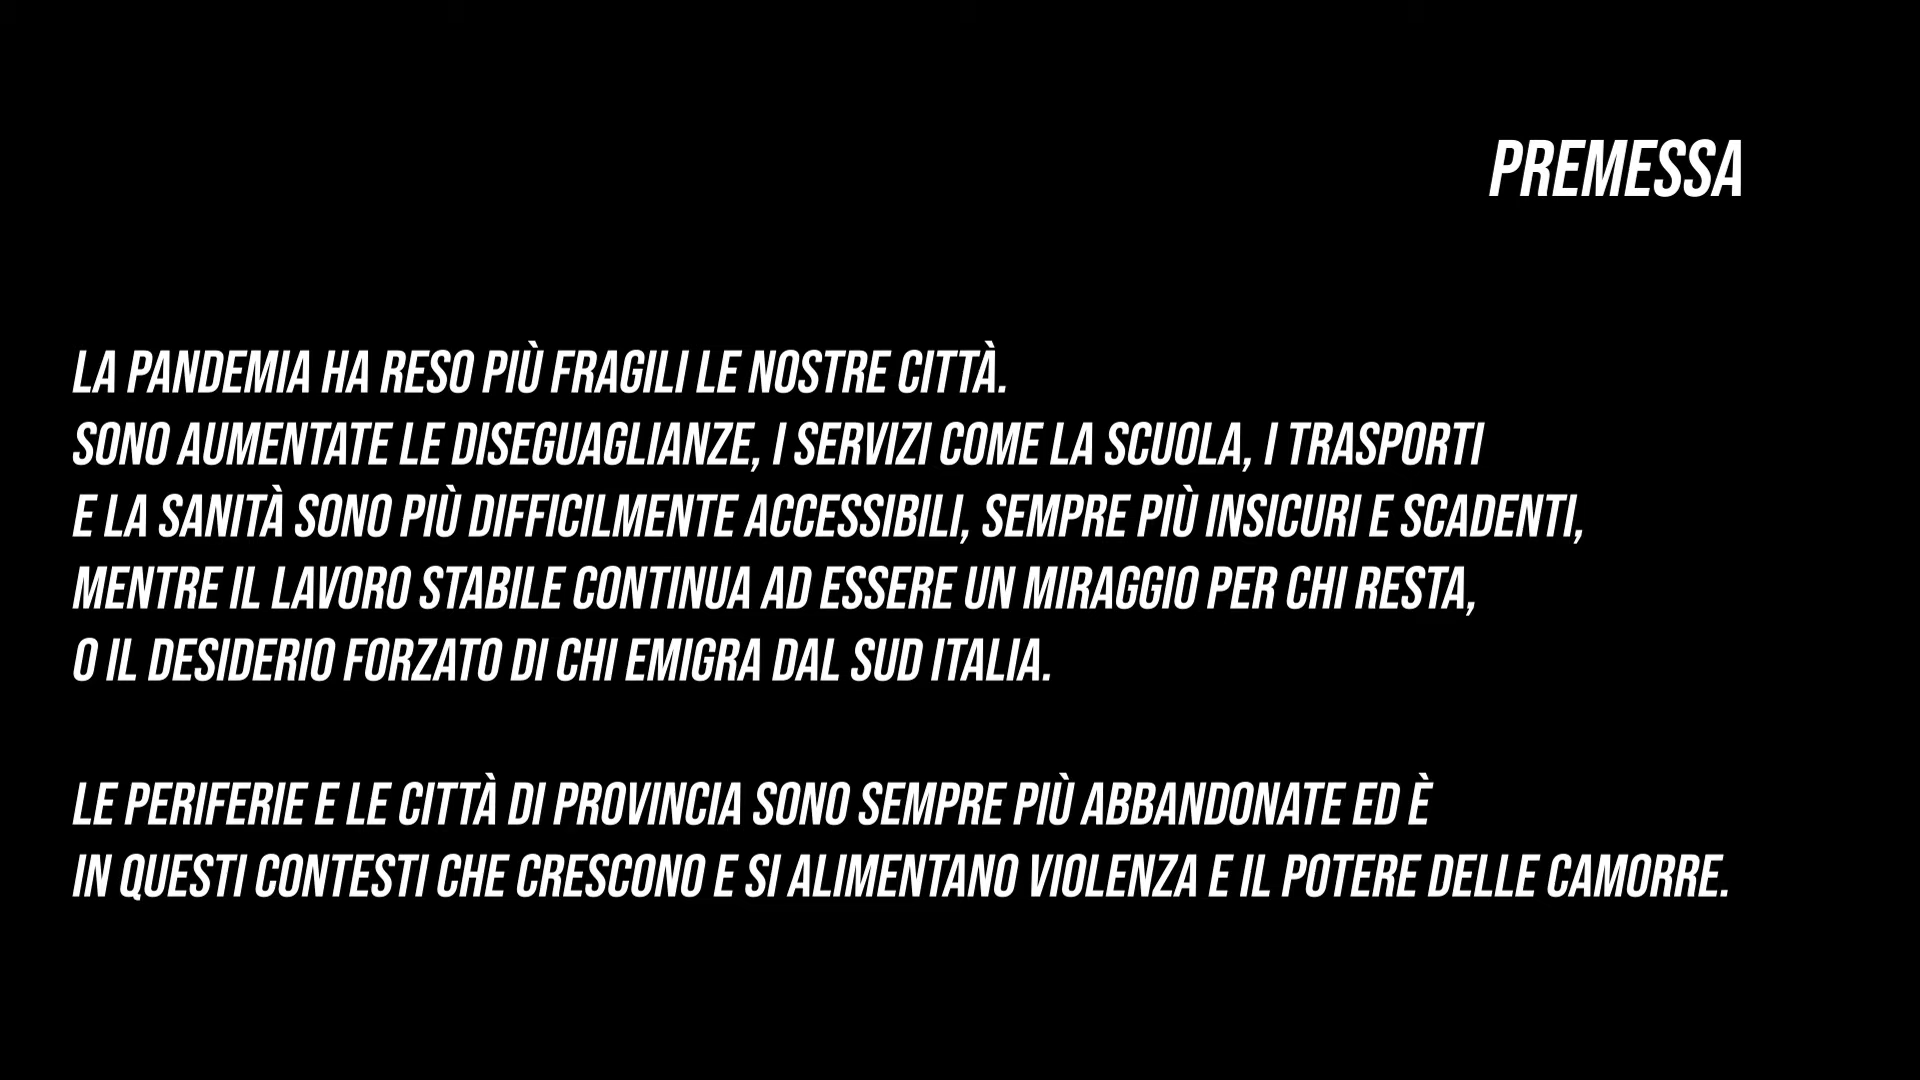 PREMESSA
LA PANDEMIA HA RESO PIÙ FRAGILI LE NOSTRE CITTÀ.
SONO AUMENTATE LE DISEGUAGLIANZE, I SERVIZI COME LA SCUOLA, I TRASPORTI
E LA SANITÀ SONO PIÙ DIFFICILMENTE ACCESSIBILI, SEMPRE PIÙ INSICURI E SCADENTI,
MENTRE IL LAVORO STABILE CONTINUA AD ESSERE UN MIRAGGIO PER CHI RESTA,
O IL DESIDERIO FORZATO DI CHI EMIGRA DAL SUD ITALIA.
LE PERIFERIE E LE CITTÀ DI PROVINCIA SONO SEMPRE PIÙ ABBANDONATE ED È
IN QUESTI CONTESTI CHE CRESCONO E SI ALIMENTANO VIOLENZA E IL POTERE DELLE CAMORRE.